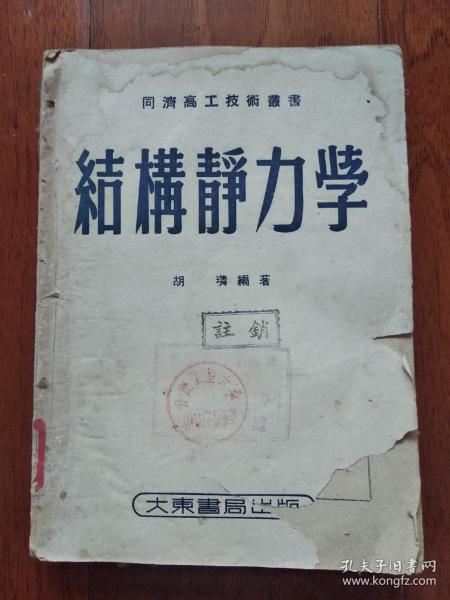 同濟高工技術叢書
結構靜力學
胡璘編著
註銷
大東書局出版
孔夫子旧书网
www.kongfz.com